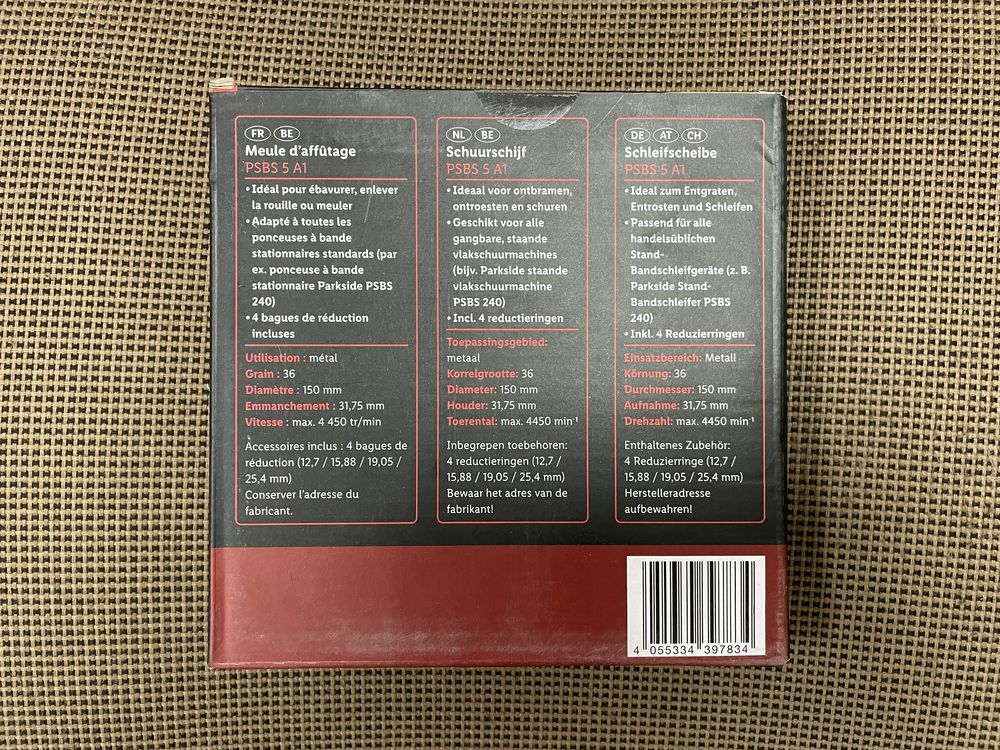 FR BE
Meule d'affûtage
PSBS 5 A1
• Idéal pour ébavurer, enlever
la rouille ou meuler
• Adapté à toutes les
ponceuses à bande
stationnaires standards (par
ex. ponceuse à bande
stationnaire Parkside PSBS
240)
• 4 bagues de réduction
incluses
Utilisation : métal
Grain : 36
Diamètre : 150 mm
Emmanchement : 31,75 mm
Vitesse : max. 4 450 tr/min
Accessoires inclus : 4 bagues de
réduction (12,7 / 15,88 / 19,05 /
25,4 mm)
Conserver l'adresse du
fabricant.
NL BE
Schuurschijf
PSBS 5 A1
• Ideaal voor ontbramen,
ontroesten en schuren
• Geschikt voor alle
gangbare, staande
vlakschuurmachines
(bijv. Parkside staande
vlakschuurmachine
PSBS 240)
• Incl. 4 reductieringen
Toepassingsgebied:
metaal
Korrelgrootte: 36
Diameter: 150 mm
Houder: 31,75 mm
Toerental: max. 4450 min⁻¹
Inbegrepen toebehoren:
4 reductieringen (12,7 /
15,88 / 19,05 / 25,4 mm)
Bewaar het adres van de
fabrikant!
DE AT CH
Schleifscheibe
PSBS 5 A1
• Ideal zum Entgraten,
Entrosten und Schleifen
• Passend für alle
handelsüblichen
Stand-
Bandschleifgeräte (z. B.
Parkside Stand-
Bandschleifer PSBS
240)
• Inkl. 4 Reduzierringen
Einsatzbereich: Metall
Körnung: 36
Durchmesser: 150 mm
Aufnahme: 31,75 mm
Drehzahl: max. 4450 min⁻¹
Enthaltenes Zubehör:
4 Reduzierringe (12,7 /
15,88 / 19,05 / 25,4 mm)
Herstelleradresse
aufbewahren!
4 055334 397834